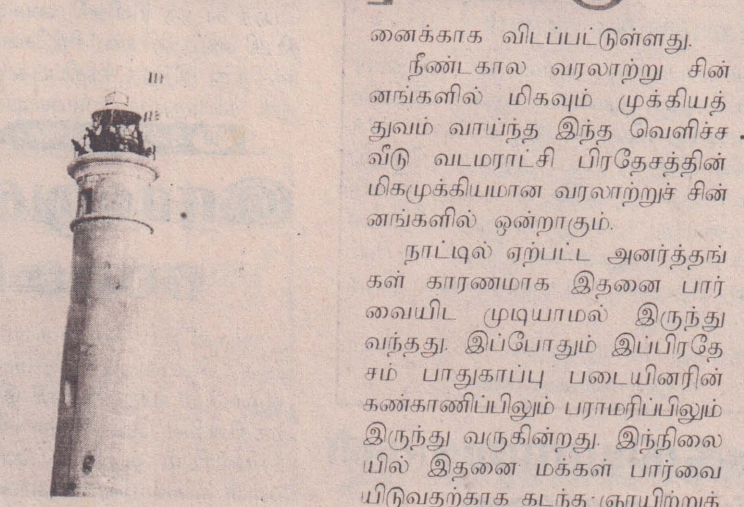 னைக்காக விடப்பட்டுள்ளது.
நீண்டகால வரலாற்று சின்
னங்களில் மிகவும் முக்கியத்
துவம் வாய்ந்த இந்த வெளிச்ச
வீடு வடமராட்சி பிரதேசத்தின்
மிகமுக்கியமான வரலாற்றுச் சின்
னங்களில் ஒன்றாகும்.
நாட்டில் ஏற்பட்ட அனர்த்தங்
கள் காரணமாக இதனை பார்
வையிட முடியாமல் இருந்து
வந்தது. இப்போதும் இப்பிரதே
சம் பாதுகாப்பு படையினரின்
கண்காணிப்பிலும் பராமரிப்பிலும்
இருந்து வருகின்றது. இந்நிலை
யில் இதனை மக்கள் பார்வை
யிடுவதற்காக கடந்த ஞாயிற்றுக்